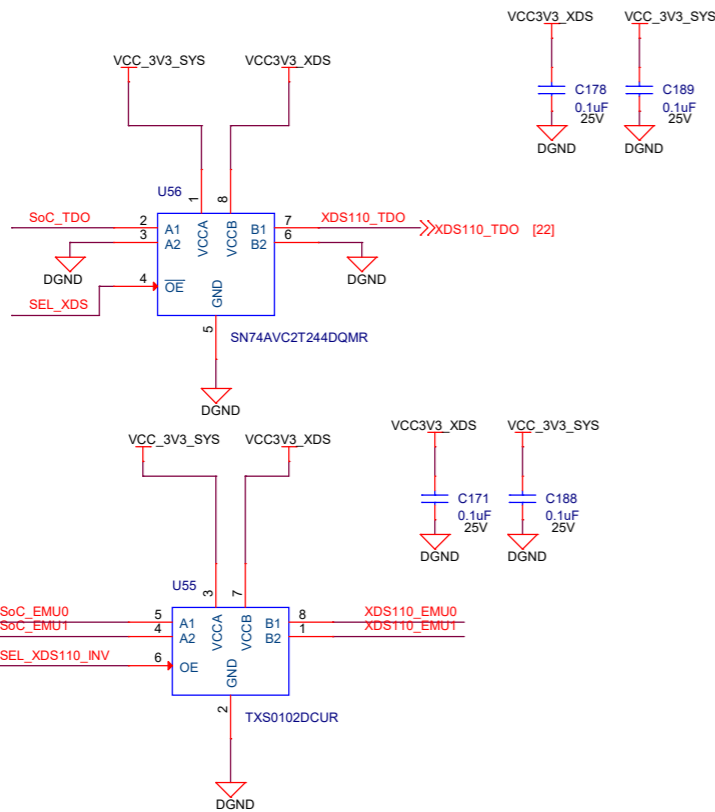 VCC3V3_XDS
VCC_3V3_SYS
C178
0.1uF
25V
DGND
C189
0.1uF
25V
DGND
VCC_3V3_SYS
VCC3V3_XDS
U56
1
8
SoC_TDO
2
A1
VCCA
VCCB
B1
7
XDS110_TDO
XDS110_TDO [22]
3
A2
B2
6
DGND
DGND
4
OE
GND
SEL_XDS
5
SN74AVC2T244DQMR
DGND
VCC_3V3_SYS
VCC3V3_XDS
VCC3V3_XDS
VCC_3V3_SYS
C171
0.1uF
25V
DGND
C188
0.1uF
25V
DGND
U55
3
7
SoC_EMU0
5
A1
VCCA
VCCB
B1
8
XDS110_EMU0
SoC_EMU1
4
A2
B2
1
XDS110_EMU1
SEL_XDS110_INV
6
OE
GND
2
TXS0102DCUR
DGND